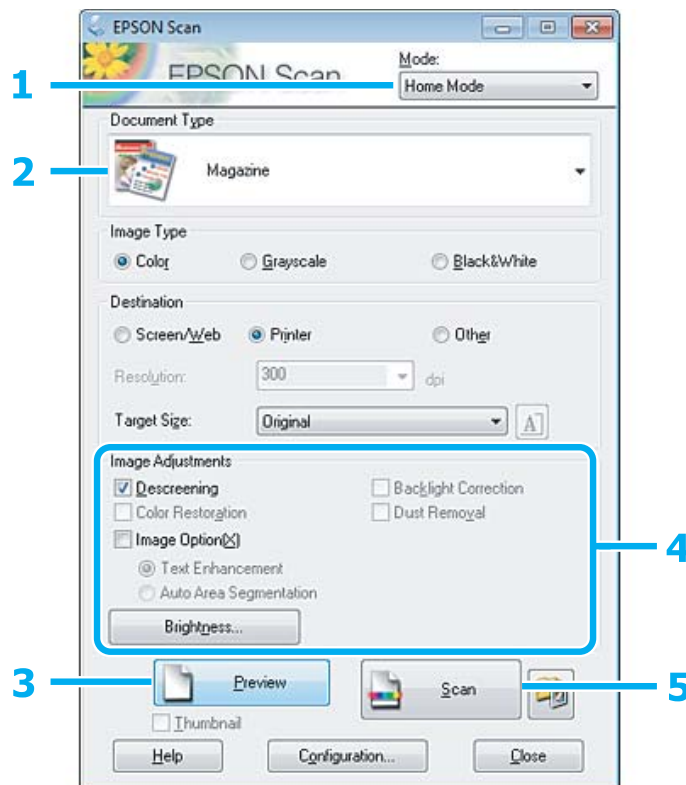 EPSON Scan
EPSON Scan
Mode:
1
Home Mode
Document Type
2
Magazine
Image Type
Color
Grayscale
Black&White
Destination
Screen/Web
Printer
Other
Resolution:
300
dpi
Target Size:
Original
A
Image Adjustments
Descreening
Backlight Correction
Color Restoration
Dust Removal
Image Option(X)
4
Text Enhancement
Auto Area Segmentation
Brightness...
3
Preview
Scan
5
Thumbnail
Help
Configuration...
Close